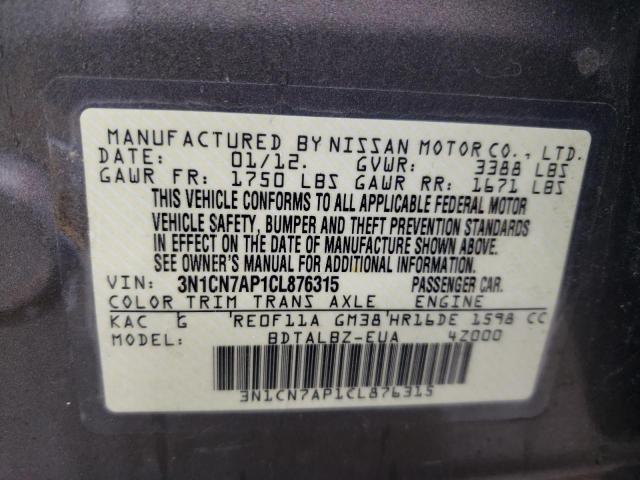 MANUFACTURED BY NISSAN MOTOR CO., LTD.
DATE: 01/12. GVWR: 3388 LBS
GAWR FR: 1750 LBS GAWR RR: 1671 LBS
THIS VEHICLE CONFORMS TO ALL APPLICABLE FEDERAL MOTOR
VEHICLE SAFETY, BUMPER AND THEFT PREVENTION STANDARDS
IN EFFECT ON THE DATE OF MANUFACTURE SHOWN ABOVE.
SEE OWNER'S MANUAL FOR ADDITIONAL INFORMATION.
VIN: 3N1CN7AP1CL876315 PASSENGER CAR.
COLOR TRIM TRANS AXLE ENGINE
KAC G RE0F11A GM38 HR16DE 1598 CC
MODEL: BDTALBZ-EUA 4Z000
3N1CN7AP1CL876315